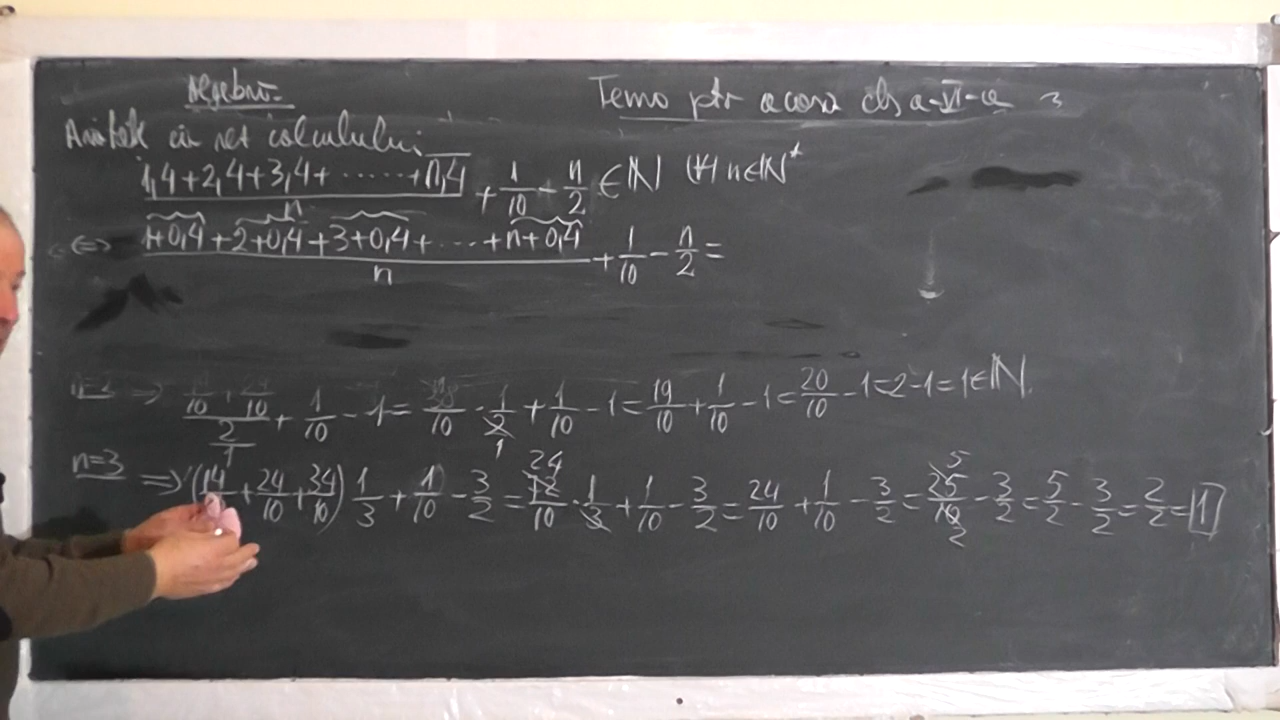 Algebră.
Temă ptr acasă cls a-VI-a
Arătați că rez calculului:
(1,4+2,4+3,4+......+n,4)/n + 1/10 - n/2 ∈ ℕ (∀) n∈ℕ*
⇔ (1+0,4+2+0,4+3+0,4+....+n+0,4)/n + 1/10 - n/2 =
n=2 ⇒ (14/10 + 24/10)/(2/1) + 1/10 - 1 = 38/10 · 1/2 + 1/10 - 1 = 19/10 + 1/10 - 1 = 20/10 - 1 = 2-1 = 1∈ℕ
n=3 ⇒ (14/10 + 24/10 + 34/10) 1/3 + 1/10 - 3/2 = 72/10 · 1/3 + 1/10 - 3/2 = 24/10 + 1/10 - 3/2 = 25/10 - 3/2 = 5/2 - 3/2 = 2/2 = 1